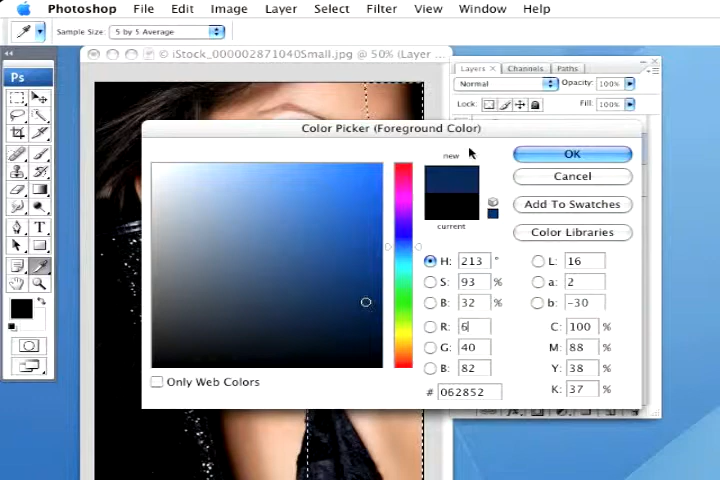 Photoshop File Edit Image Layer Select Filter View Window Help
Sample Size: 5 by 5 Average
© iStock_000002871040Small.jpg @ 50% (Layer ...
Layers × Channels Paths
Normal Opacity: 100%
Lock: Fill: 100%
Ps
Color Picker (Foreground Color)
new
current
OK
Cancel
Add To Swatches
Color Libraries
H: 213 °
S: 93 %
B: 32 %
R: 6
G: 40
B: 82
# 062852
L: 16
a: 2
b: -30
C: 100 %
M: 88 %
Y: 38 %
K: 37 %
Only Web Colors
T
fx